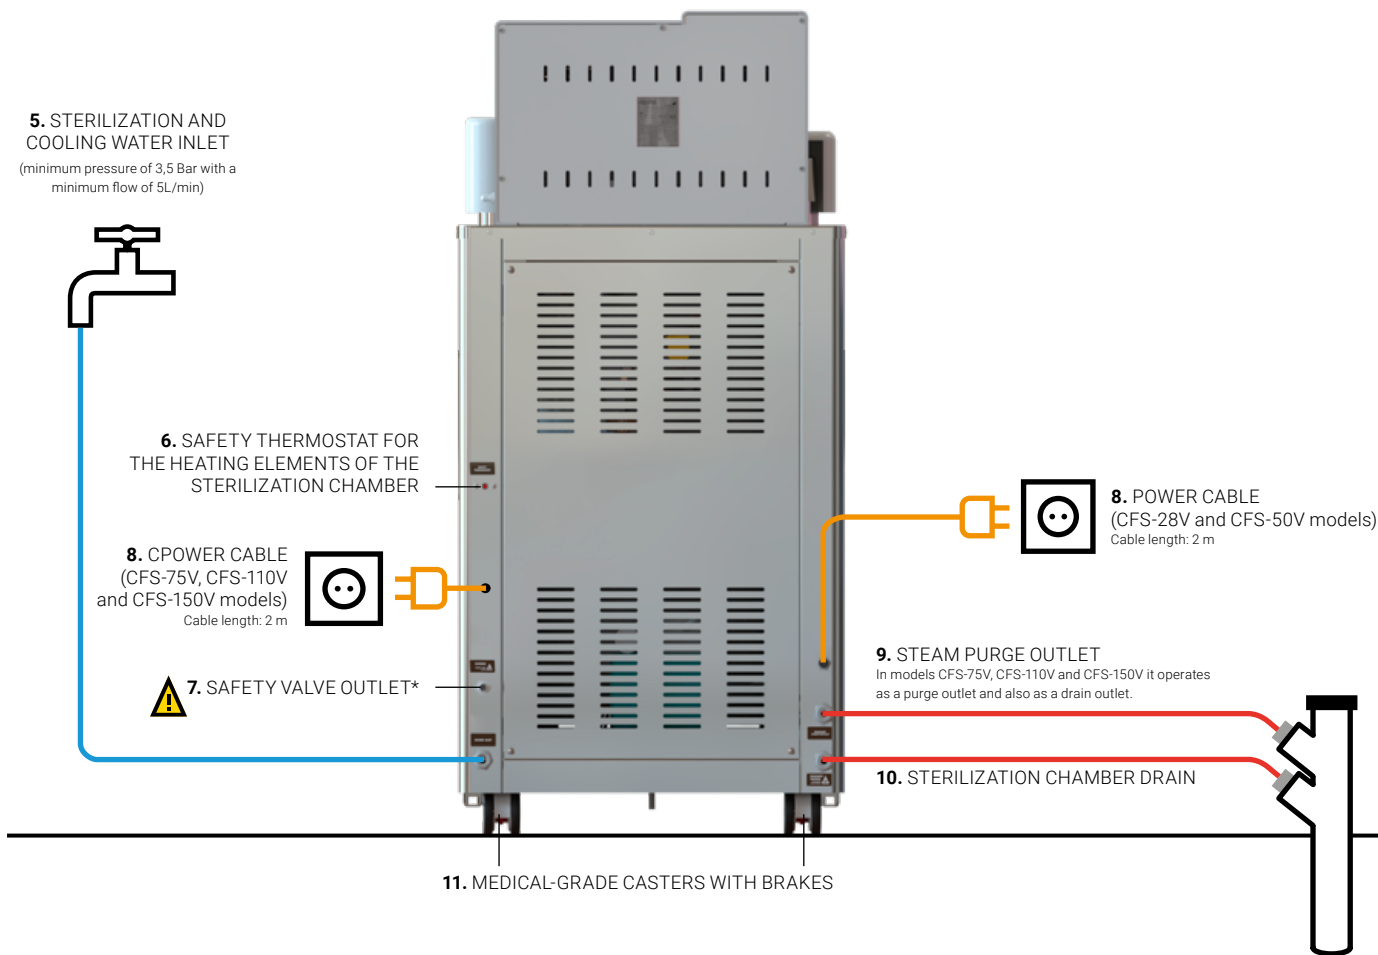 5. STERILIZATION AND
COOLING WATER INLET
(minimum pressure of 3,5 Bar with a
minimum flow of 5L/min)
6. SAFETY THERMOSTAT FOR
THE HEATING ELEMENTS OF THE
STERILIZATION CHAMBER
8. CPOWER CABLE
(CFS-75V, CFS-110V
and CFS-150V models)
Cable length: 2 m
7. SAFETY VALVE OUTLET*
8. POWER CABLE
(CFS-28V and CFS-50V models)
Cable length: 2 m
9. STEAM PURGE OUTLET
In models CFS-75V, CFS-110V and CFS-150V it operates
as a purge outlet and also as a drain outlet.
10. STERILIZATION CHAMBER DRAIN
11. MEDICAL-GRADE CASTERS WITH BRAKES